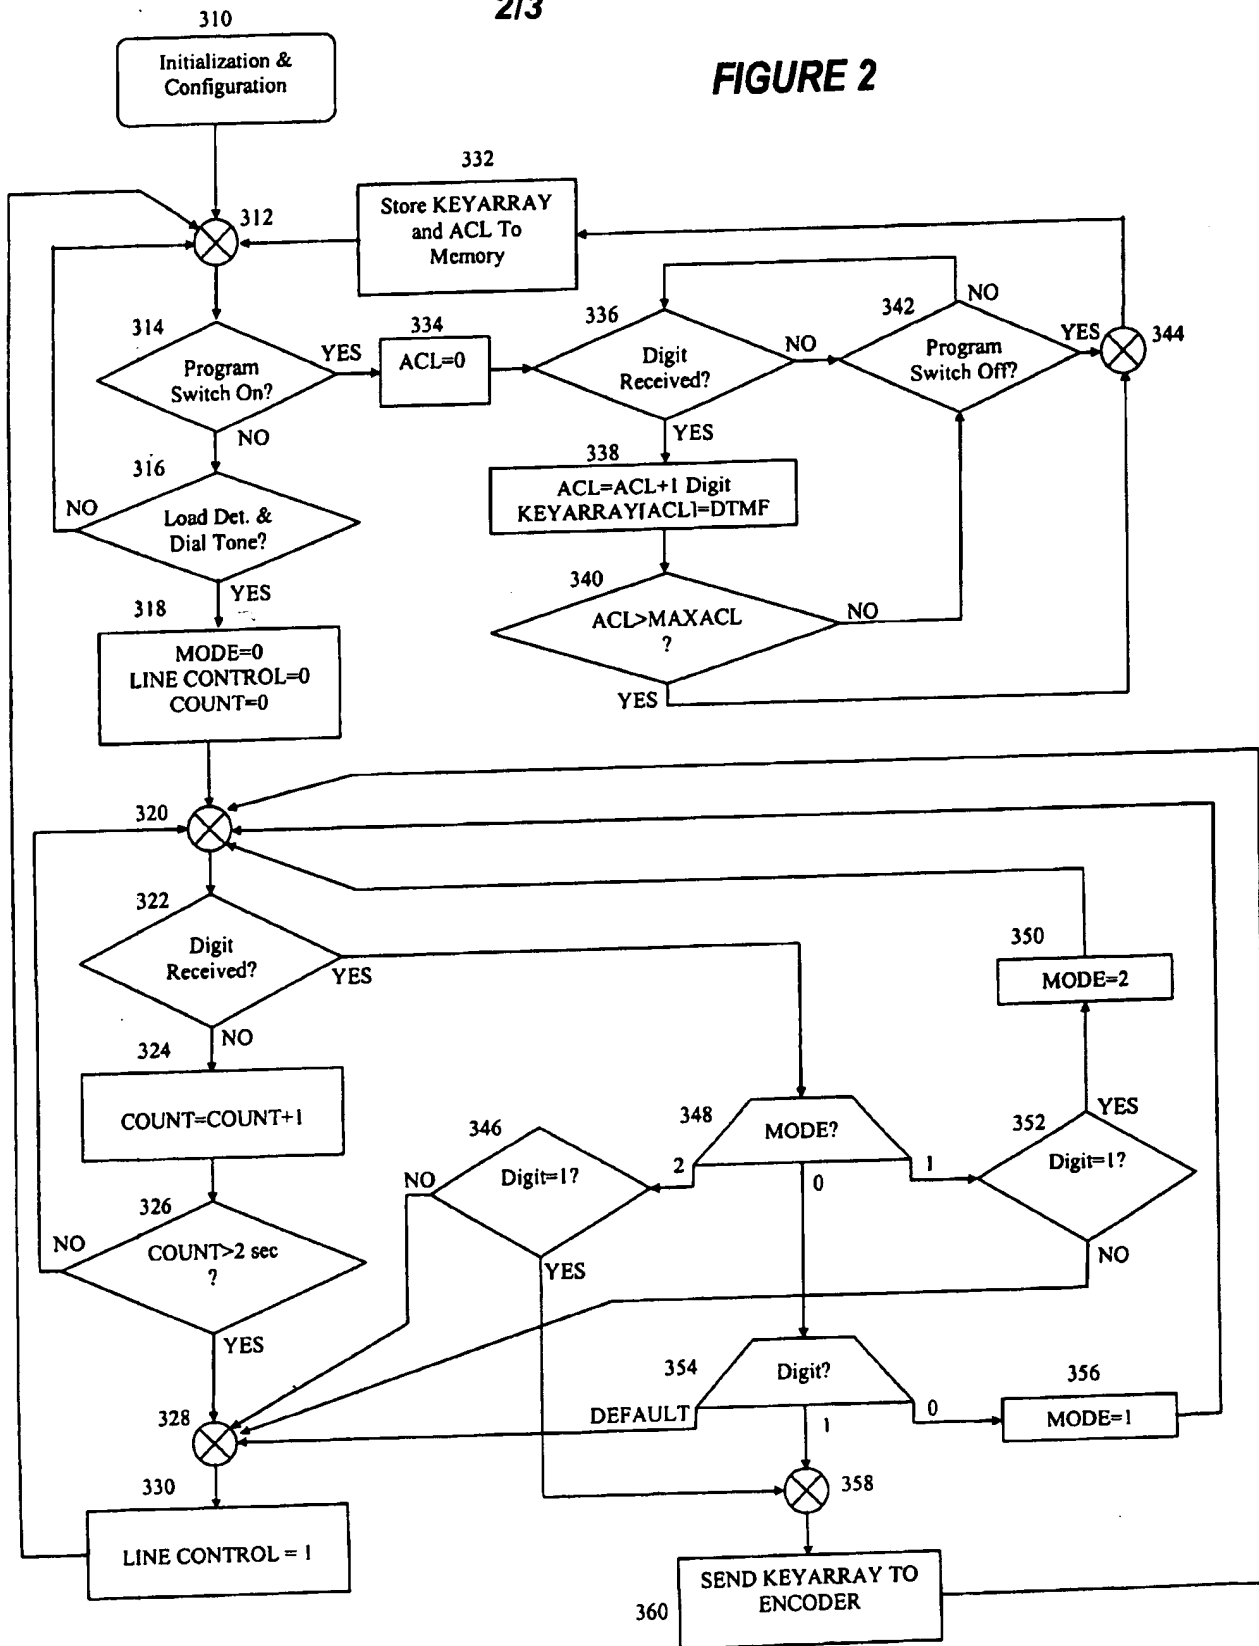 2/3
FIGURE 2
310
Initialization &
Configuration
312
332
Store KEYARRAY
and ACL To
Memory
314
Program
Switch On?
YES
NO
334
ACL=0
336
Digit
Received?
NO
YES
342
Program
Switch Off?
NO
YES
344
338
ACL=ACL+1 Digit
KEYARRAY[ACL]=DTMF
340
ACL>MAXACL
?
NO
YES
316
Load Det. &
Dial Tone?
NO
YES
318
MODE=0
LINE CONTROL=0
COUNT=0
320
322
Digit
Received?
YES
NO
324
COUNT=COUNT+1
326
COUNT>2 sec
?
NO
YES
328
330
LINE CONTROL = 1
346
Digit=1?
NO
YES
348
MODE?
2
0
1
350
MODE=2
352
Digit=1?
YES
NO
354
Digit?
DEFAULT
1
0
356
MODE=1
358
360
SEND KEYARRAY TO
ENCODER